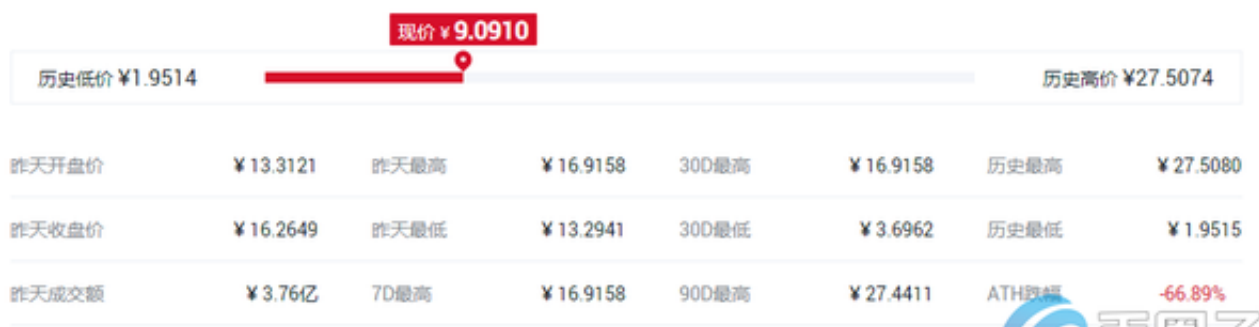 现价 ¥ 9.0910
历史低价 ¥1.9514 历史高价 ¥27.5074
昨天开盘价 ¥ 13.3121 昨天最高 ¥ 16.9158 30D最高 ¥ 16.9158 历史最高 ¥ 27.5080
昨天收盘价 ¥ 16.2649 昨天最低 ¥ 13.2941 30D最低 ¥ 3.6962 历史最低 ¥ 1.9515
昨天成交额 ¥ 3.76亿 7D最高 ¥ 16.9158 90D最高 ¥ 27.4411 ATH跌幅 -66.89%